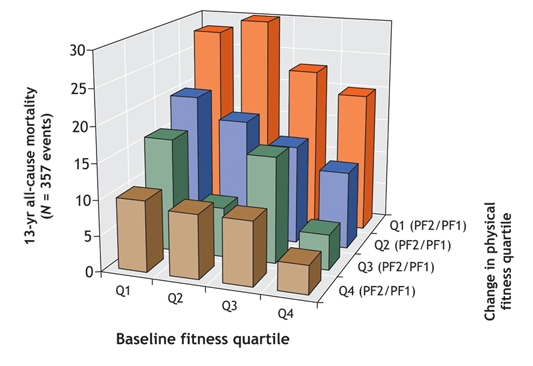 30
25
20
15
10
5
0
13-yr all-cause mortality
(N = 357 events)
Q1
Q2
Q3
Q4
Baseline fitness quartile
Q1 (PF2/PF1)
Q2 (PF2/PF1)
Q3 (PF2/PF1)
Q4 (PF2/PF1)
Change in physical
fitness quartile